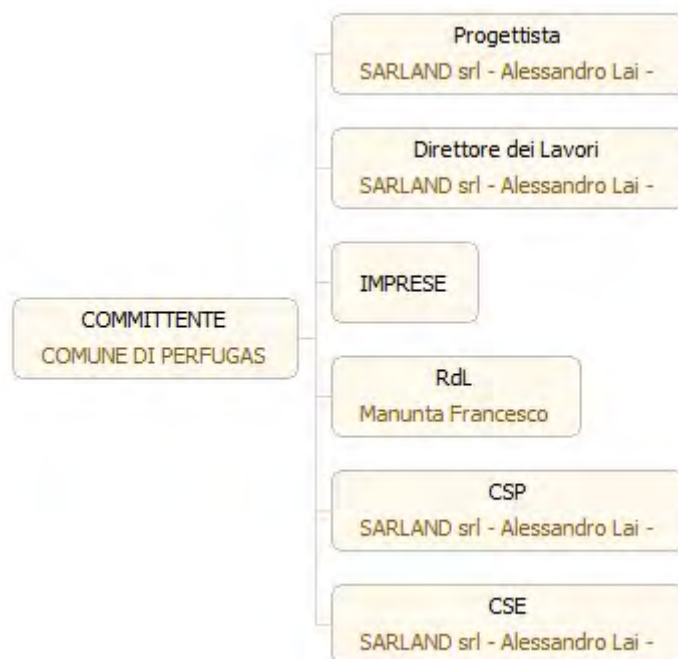 Progettista
SARLAND srl - Alessandro Lai -
Direttore dei Lavori
SARLAND srl - Alessandro Lai -
IMPRESE
COMMITTENTE
COMUNE DI PERFUGAS
RdL
Manunta Francesco
CSP
SARLAND srl - Alessandro Lai -
CSE
SARLAND srl - Alessandro Lai -